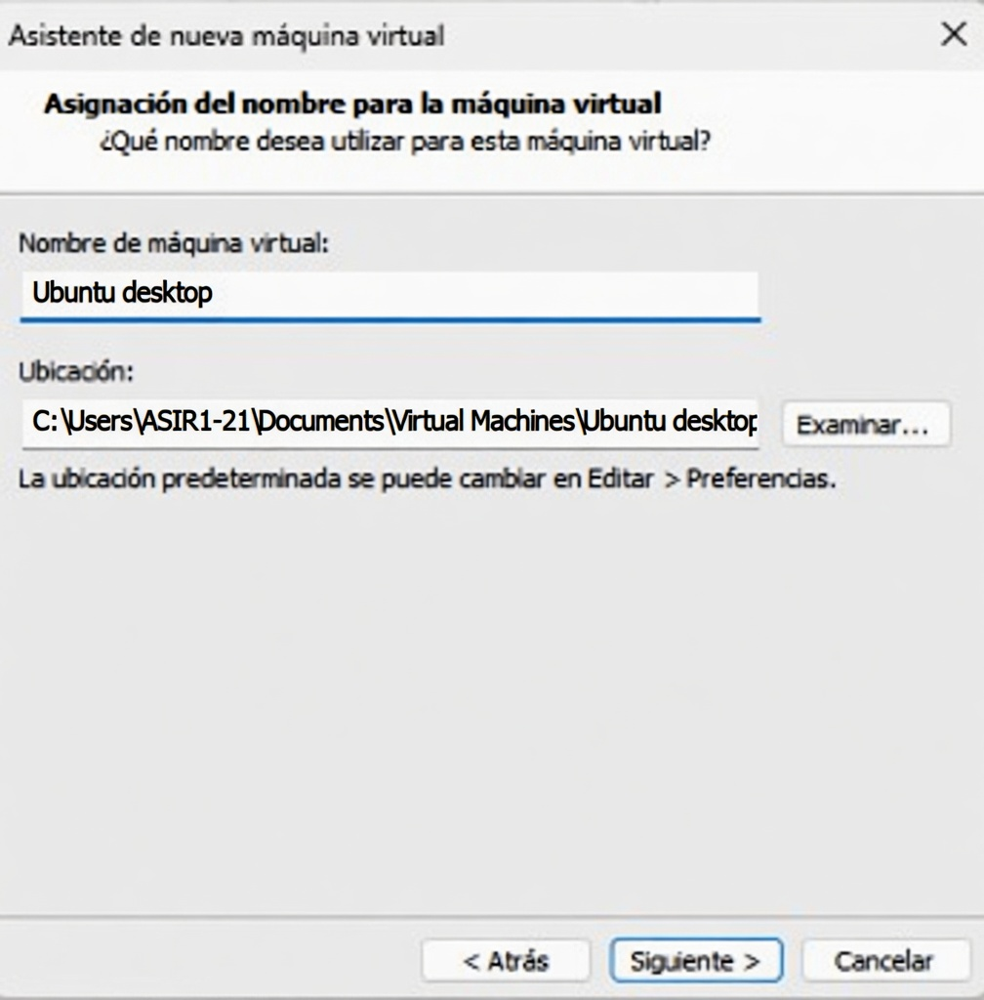 Asistente de nueva máquina virtual
Asignación del nombre para la máquina virtual
¿Qué nombre desea utilizar para esta máquina virtual?
Nombre de máquina virtual:
Ubuntu desktop
Ubicación:
C:\Users\ASIR1-21\Documents\Virtual Machines\Ubuntu desktop
Examinar...
La ubicación predeterminada se puede cambiar en Editar > Preferencias.
< Atrás
Siguiente >
Cancelar